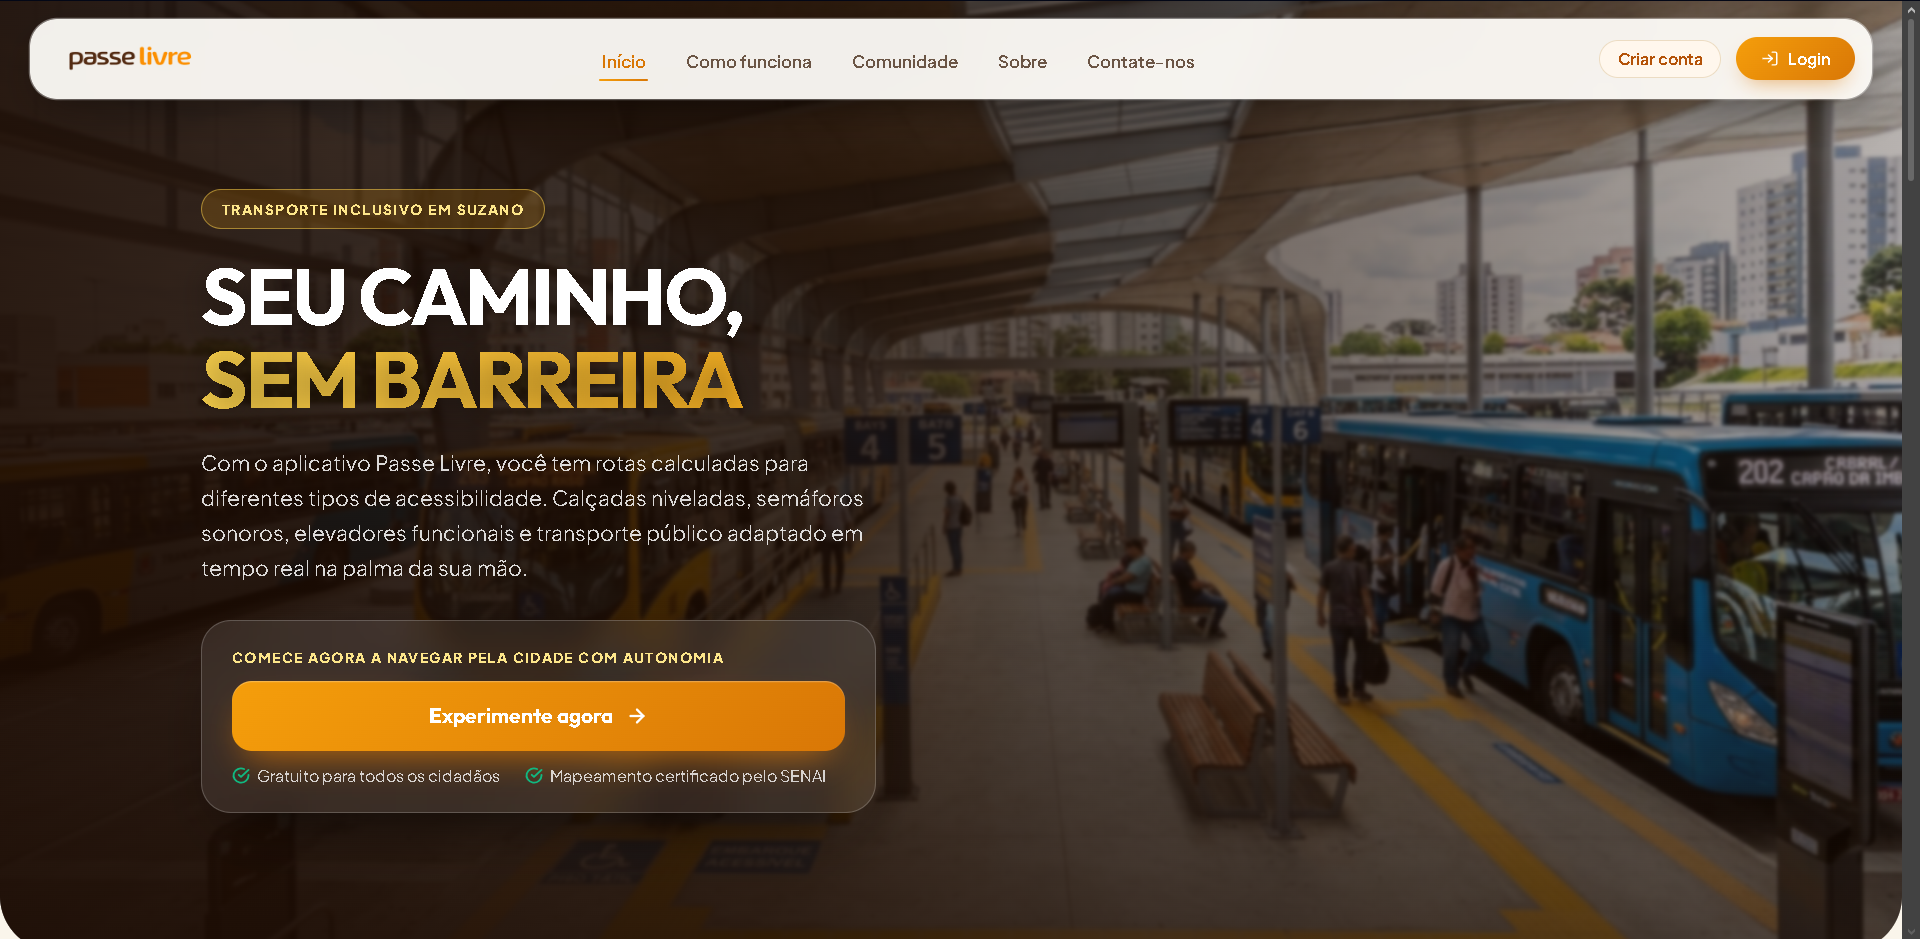 passe livre
Início
Como funciona
Comunidade
Sobre
Contate-nos
Criar conta
Login
TRANSPORTE INCLUSIVO EM SUZANO
SEU CAMINHO,
SEM BARREIRA
Com o aplicativo Passe Livre, você tem rotas calculadas para
diferentes tipos de acessibilidade. Calçadas niveladas, semáforos
sonoros, elevadores funcionais e transporte público adaptado em
tempo real na palma da sua mão.
COMECE AGORA A NAVEGAR PELA CIDADE COM AUTONOMIA
Experimente agora
Gratuito para todos os cidadãos
Mapeamento certificado pelo SENAI
4
5
4
6
202